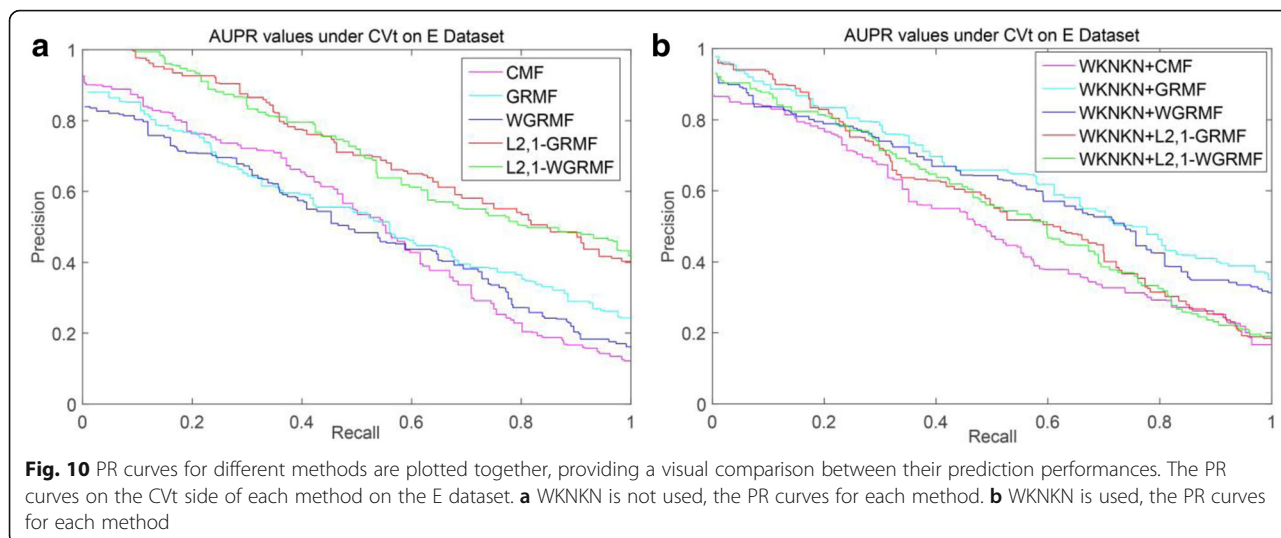 a
AUPR values under CVt on E Dataset
1
0.8
0.6
0.4
0.2
0
Precision
0
0.2
0.4
0.6
0.8
1
Recall
CMF
GRMF
WGRMF
L2,1-GRMF
L2,1-WGRMF
b
AUPR values under CVt on E Dataset
1
0.8
0.6
0.4
0.2
0
Precision
0
0.2
0.4
0.6
0.8
1
Recall
WKNKN+CMF
WKNKN+GRMF
WKNKN+WGRMF
WKNKN+L2,1-GRMF
WKNKN+L2,1-WGRMF
Fig. 10 PR curves for different methods are plotted together, providing a visual comparison between their prediction performances. The PR
curves on the CVt side of each method on the E dataset. a WKNKN is not used, the PR curves for each method. b WKNKN is used, the PR curves
for each method